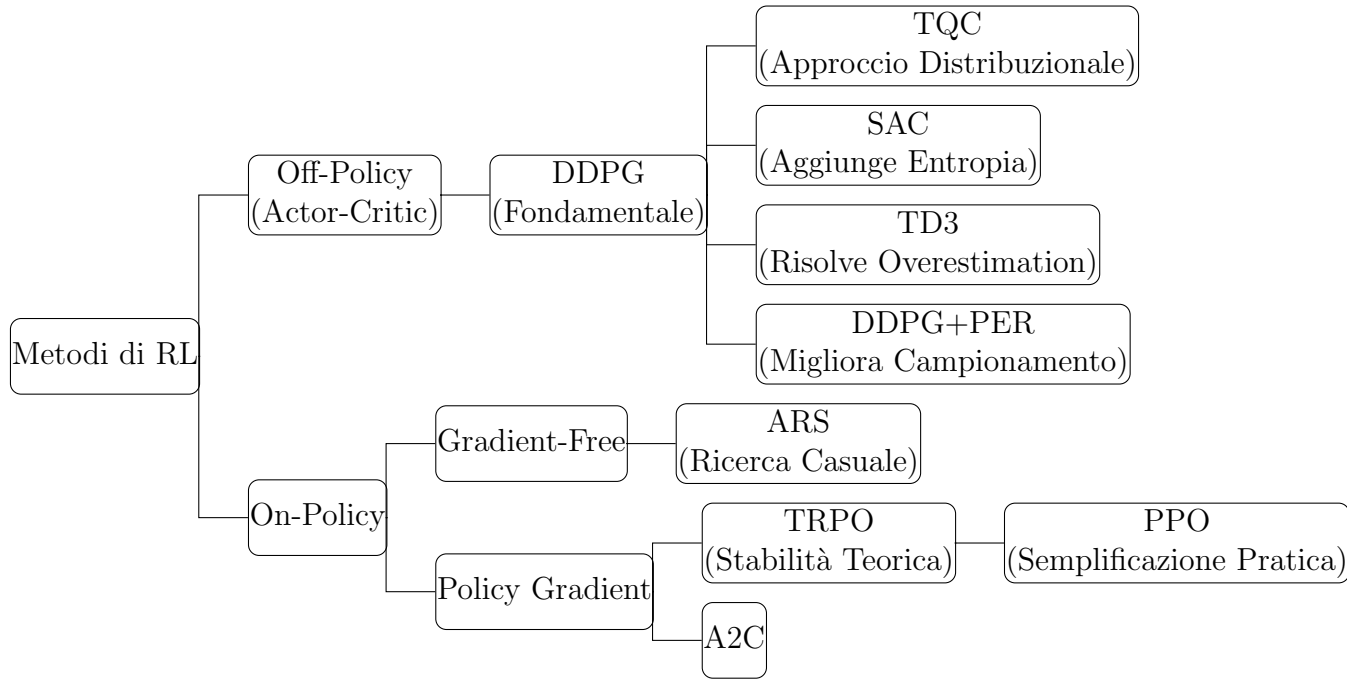 TQC
(Approccio Distribuzionale)
SAC
(Aggiunge Entropia)
Off-Policy
(Actor-Critic)
DDPG
(Fondamentale)
TD3
(Risolve Overestimation)
DDPG+PER
(Migliora Campionamento)
Metodi di RL
Gradient-Free
ARS
(Ricerca Casuale)
On-Policy
TRPO
(Stabilità Teorica)
PPO
(Semplificazione Pratica)
Policy Gradient
A2C